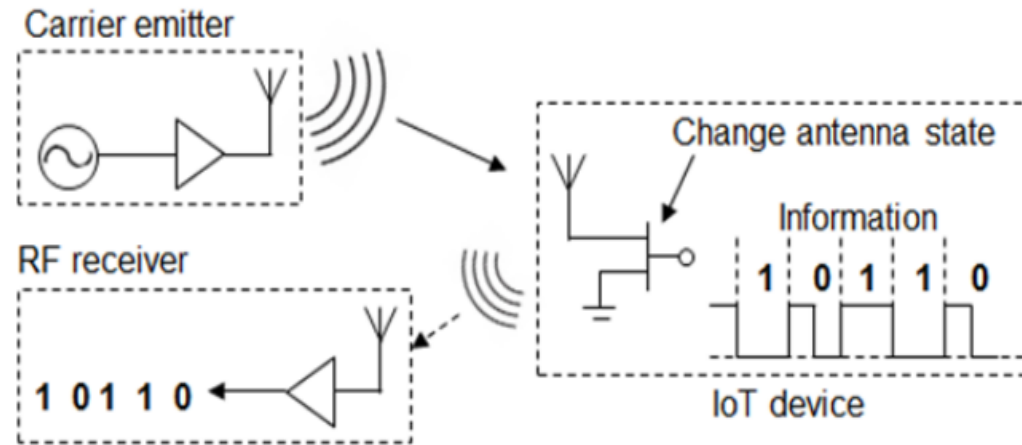 Carrier emitter
Change antenna state
Information
1 0 1 1 0
RF receiver
1 0 1 1 0
IoT device